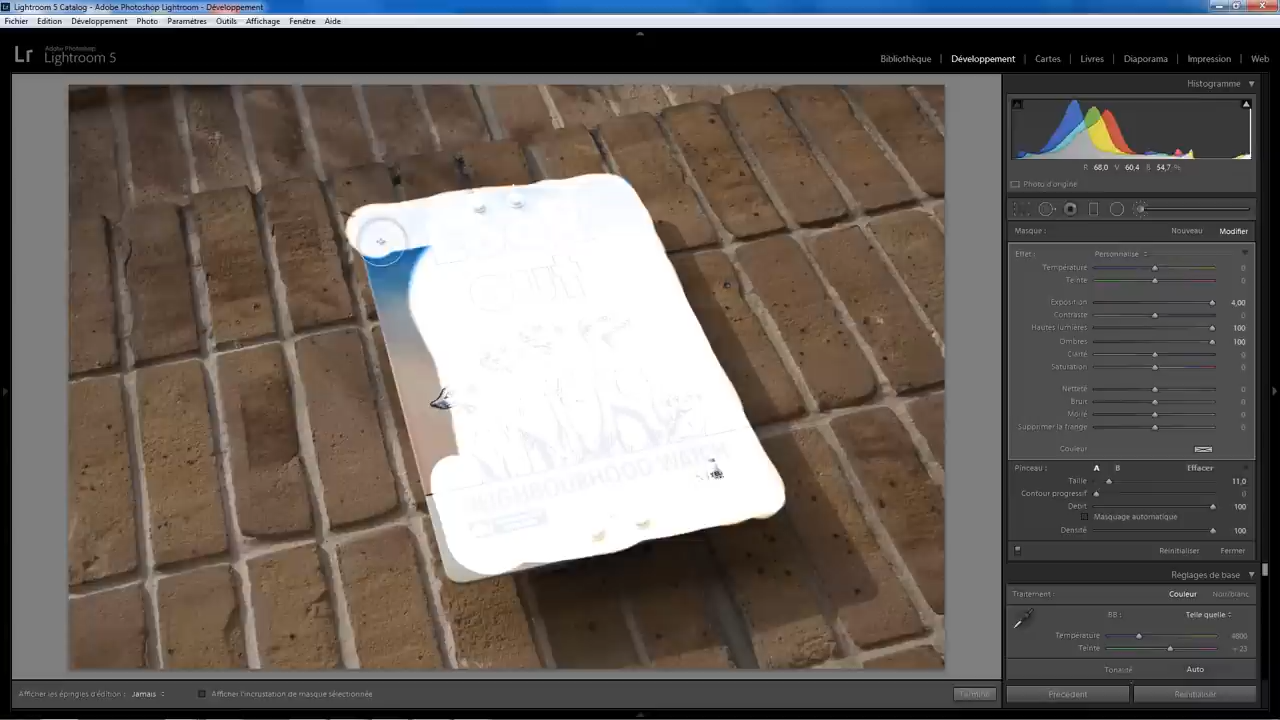 Lightroom 5 Catalog - Adobe Photoshop Lightroom - Développement
Fichier Edition Développement Photo Paramètres Outils Affichage Fenêtre Aide
Lr Adobe Photoshop Lightroom 5
Bibliothèque | Développement | Cartes | Livres | Diaporama | Impression | Web
Histogramme
R 68,0 V 60,4 B 54,7 %
Photo d'origine
Masque : Nouveau Modifier
Effet : Personnalisé
Température 0
Teinte 0
Exposition 4,00
Contraste 0
Hautes lumières 100
Ombres 100
Clarté 0
Saturation 0
Netteté 0
Bruit 0
Moiré 0
Supprimer la frange 0
Couleur
Pinceau : A B Effacer
Taille 11,0
Contour progressif 0
Débit 100
Masquage automatique
Densité 100
Réinitialiser Fermer
Réglages de base
Traitement : Couleur Noir/blanc
BB : Telle quelle
Température 4800
Teinte + 23
Tonalité Auto
NEIGHBOURHOOD WATCH
Afficher les épingles d'édition : Jamais Afficher l'incrustation de masque sélectionnée Terminé
Précédent Réinitialiser